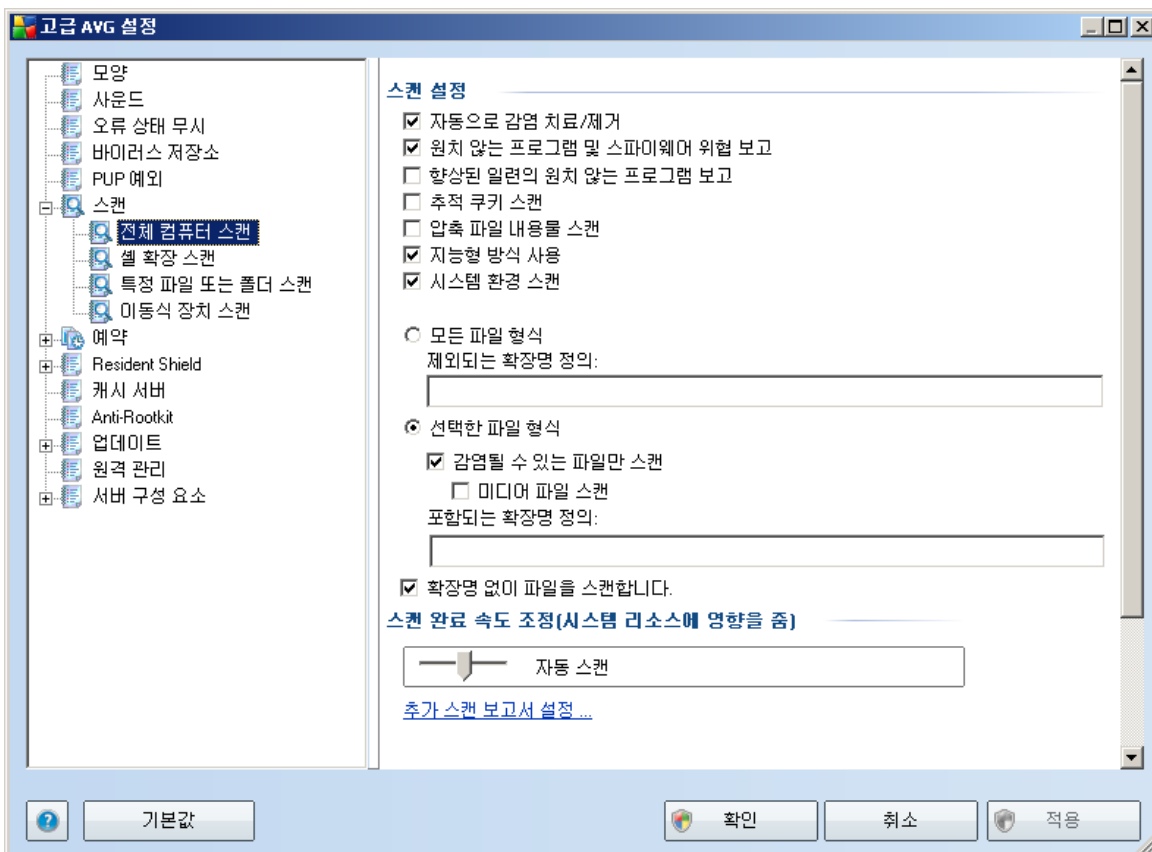 고급 AVG 설정
모양
사운드
오류 상태 무시
바이러스 저장소
PUP 예외
스캔
전체 컴퓨터 스캔
셸 확장 스캔
특정 파일 또는 폴더 스캔
이동식 장치 스캔
예약
Resident Shield
캐시 서버
Anti-Rootkit
업데이트
원격 관리
서버 구성 요소
스캔 설정
자동으로 감염 치료/제거
원치 않는 프로그램 및 스파이웨어 위협 보고
향상된 일련의 원치 않는 프로그램 보고
추적 쿠키 스캔
압축 파일 내용물 스캔
지능형 방식 사용
시스템 환경 스캔
모든 파일 형식
제외되는 확장명 정의:
선택한 파일 형식
감염될 수 있는 파일만 스캔
미디어 파일 스캔
포함되는 확장명 정의:
확장명 없이 파일을 스캔합니다.
스캔 완료 속도 조정(시스템 리소스에 영향을 줌)
자동 스캔
추가 스캔 보고서 설정 ...
기본값
확인
취소
적용